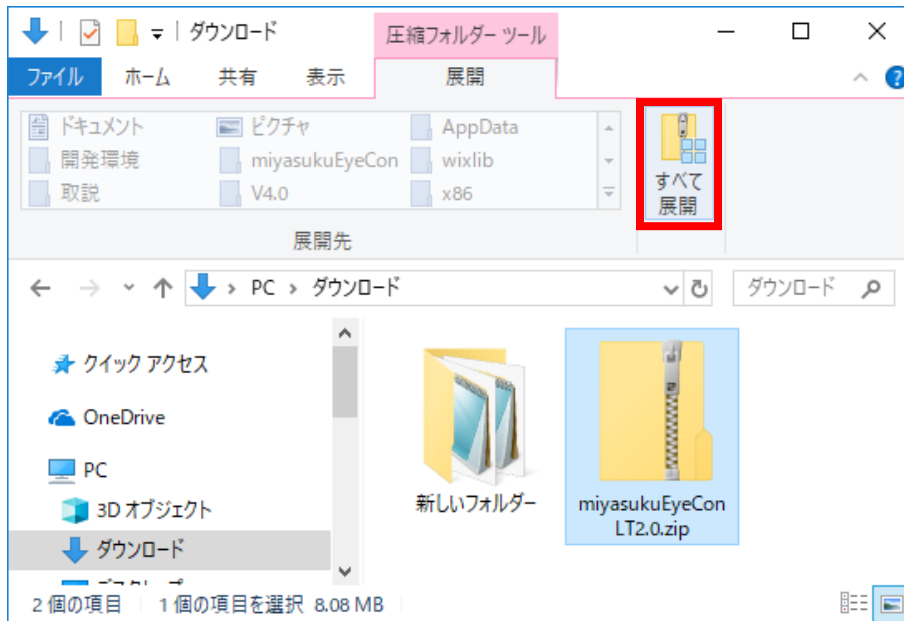 ダウンロード
圧縮フォルダー ツール
ファイル ホーム 共有 表示 展開
ドキュメント ピクチャ AppData
開発環境 miyasukuEyeCon wixlib
取説 V4.0 x86
すべて
展開
展開先
PC › ダウンロード
ダウンロード
クイック アクセス
OneDrive
PC
3D オブジェクト
ダウンロード
新しいフォルダー
miyasukuEyeCon
LT2.0.zip
2 個の項目 1 個の項目を選択 8.08 MB